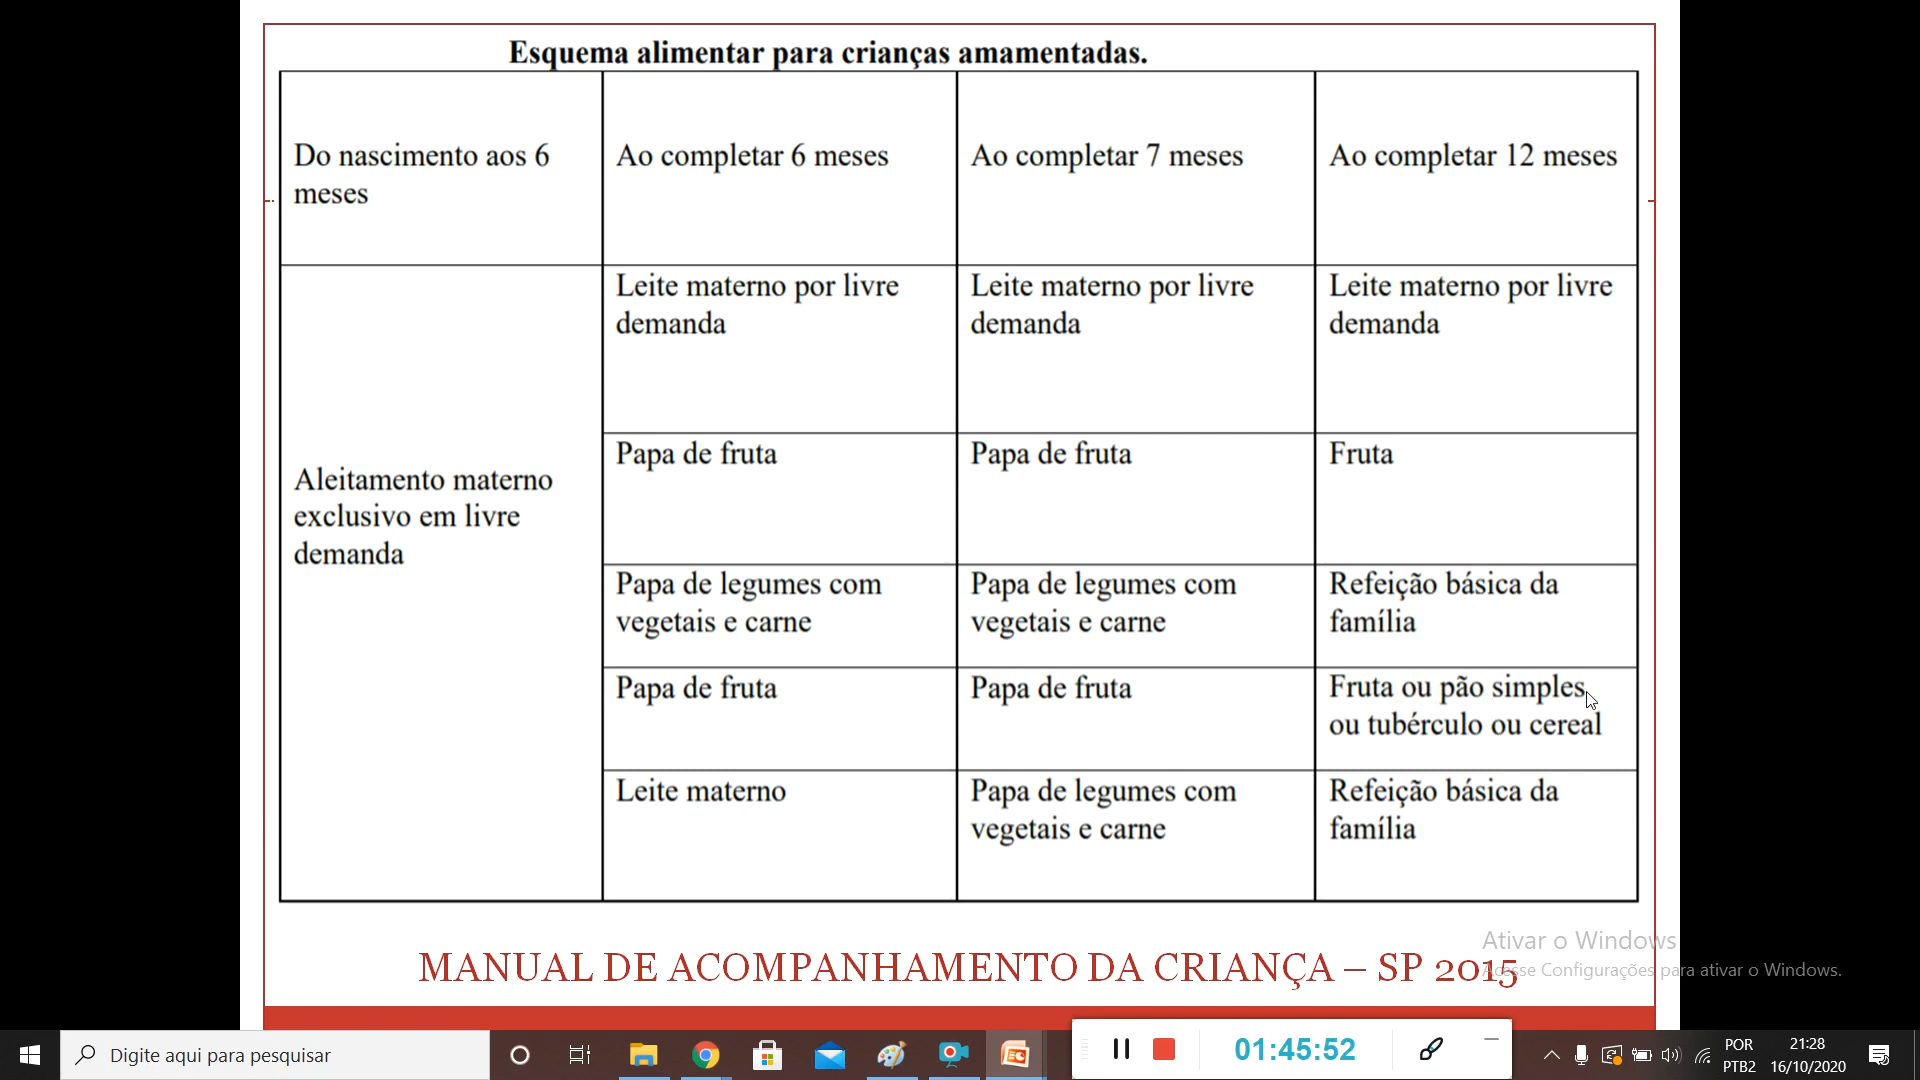 Esquema alimentar para crianças amamentadas.
Do nascimento aos 6
meses
Ao completar 6 meses
Ao completar 7 meses
Ao completar 12 meses
Aleitamento materno
exclusivo em livre
demanda
Leite materno por livre
demanda
Leite materno por livre
demanda
Leite materno por livre
demanda
Papa de fruta
Papa de fruta
Fruta
Papa de legumes com
vegetais e carne
Papa de legumes com
vegetais e carne
Refeição básica da
família
Papa de fruta
Papa de fruta
Fruta ou pão simples
ou tubérculo ou cereal
Leite materno
Papa de legumes com
vegetais e carne
Refeição básica da
família
MANUAL DE ACOMPANHAMENTO DA CRIANÇA – SP 2015
Ativar o Windows
Acesse Configurações para ativar o Windows.
Digite aqui para pesquisar
01:45:52
POR
PTB2
21:28
16/10/2020